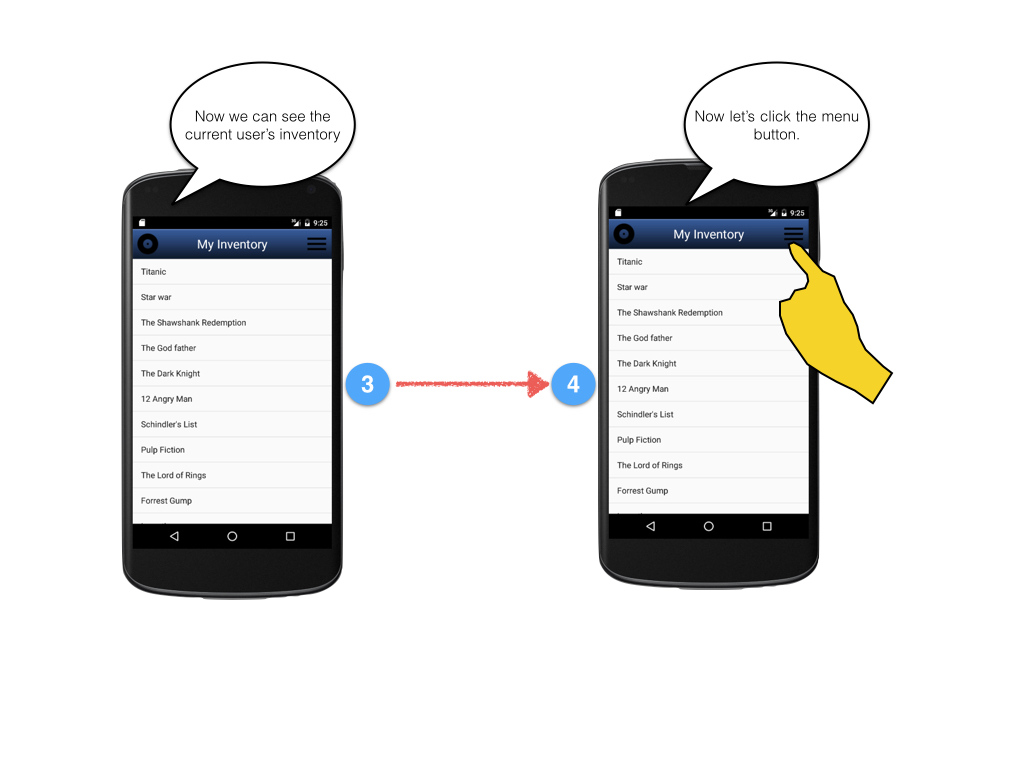 Now we can see the
current user's inventory
9:25
My Inventory
Titanic
Star war
The Shawshank Redemption
The God father
The Dark Knight
12 Angry Man
Schindler's List
Pulp Fiction
The Lord of Rings
Forrest Gump
3
4
Now let's click the menu
button.
9:25
My Inventory
Titanic
Star war
The Shawshank Redemption
The God father
The Dark Knight
12 Angry Man
Schindler's List
Pulp Fiction
The Lord of Rings
Forrest Gump